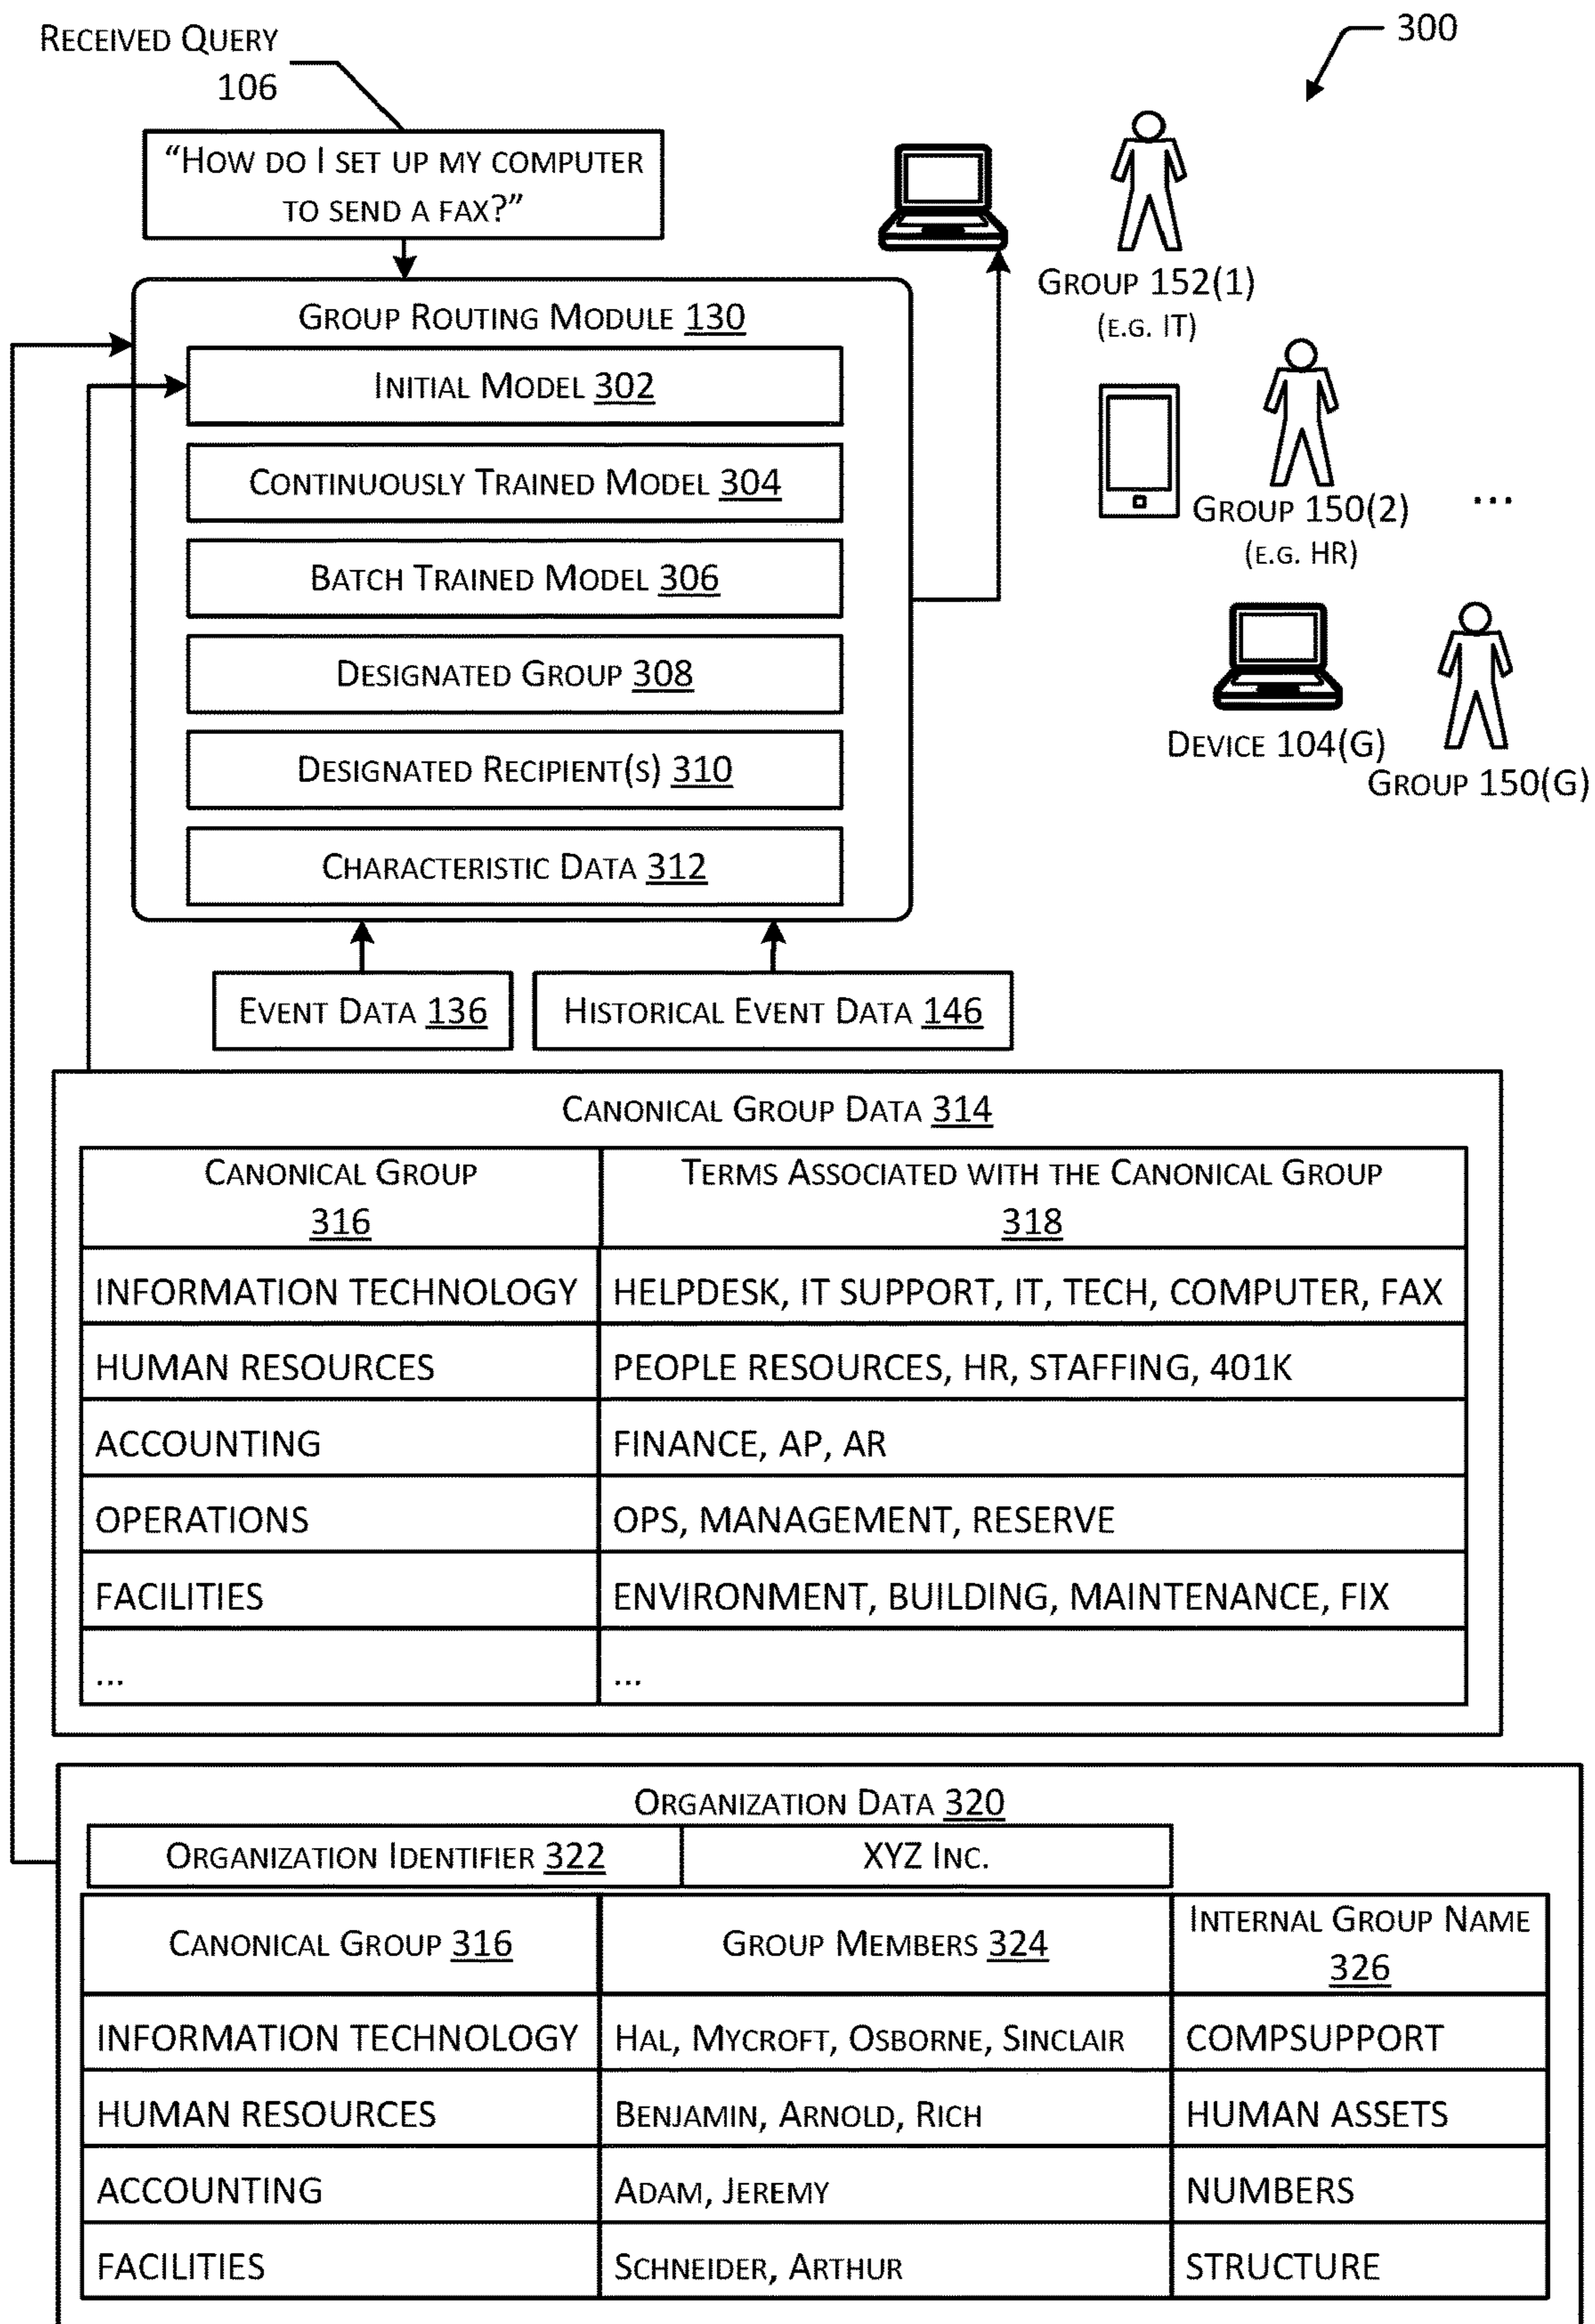 RECEIVED QUERY
106
300
"HOW DO I SET UP MY COMPUTER
TO SEND A FAX?"
GROUP 152(1)
(E.G. IT)
GROUP ROUTING MODULE 130
INITIAL MODEL 302
CONTINUOUSLY TRAINED MODEL 304
GROUP 150(2)
(E.G. HR)
...
BATCH TRAINED MODEL 306
DESIGNATED GROUP 308
DEVICE 104(G)
GROUP 150(G)
DESIGNATED RECIPIENT(S) 310
CHARACTERISTIC DATA 312
EVENT DATA 136
HISTORICAL EVENT DATA 146
CANONICAL GROUP DATA 314
CANONICAL GROUP
316
TERMS ASSOCIATED WITH THE CANONICAL GROUP
318
INFORMATION TECHNOLOGY
HELPDESK, IT SUPPORT, IT, TECH, COMPUTER, FAX
HUMAN RESOURCES
PEOPLE RESOURCES, HR, STAFFING, 401K
ACCOUNTING
FINANCE, AP, AR
OPERATIONS
OPS, MANAGEMENT, RESERVE
FACILITIES
ENVIRONMENT, BUILDING, MAINTENANCE, FIX
...
...
ORGANIZATION DATA 320
ORGANIZATION IDENTIFIER 322
XYZ INC.
CANONICAL GROUP 316
GROUP MEMBERS 324
INTERNAL GROUP NAME
326
INFORMATION TECHNOLOGY
HAL, MYCROFT, OSBORNE, SINCLAIR
COMPSUPPORT
HUMAN RESOURCES
BENJAMIN, ARNOLD, RICH
HUMAN ASSETS
ACCOUNTING
ADAM, JEREMY
NUMBERS
FACILITIES
SCHNEIDER, ARTHUR
STRUCTURE